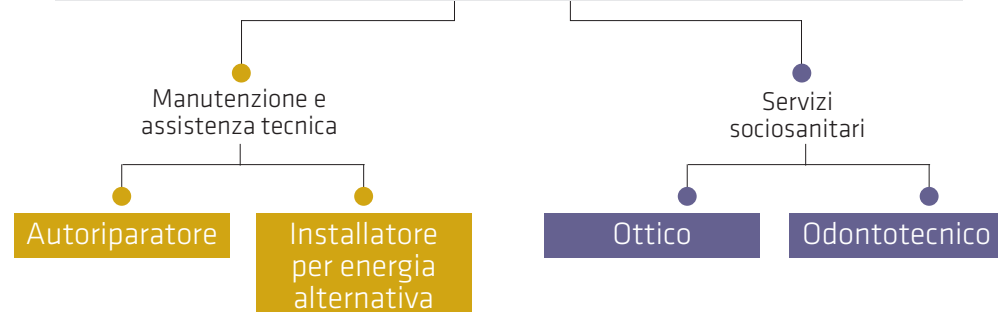 Manutenzione e
assistenza tecnica
Servizi
sociosanitari
Autoriparatore
Installatore
per energia
alternativa
Ottico
Odontotecnico